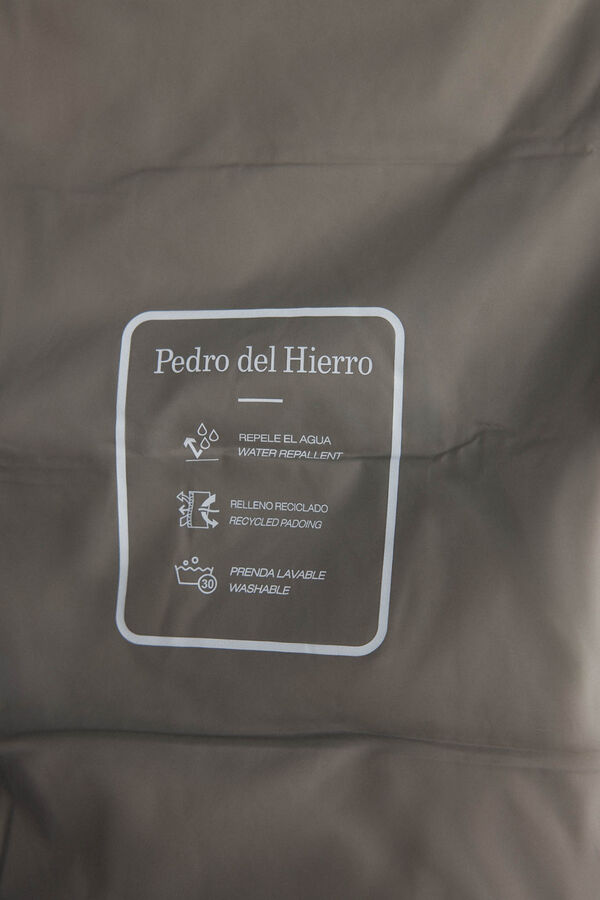 Pedro del Hierro
REPELE EL AGUA
WATER REPALLENT
RELLENO RECICLADO
RECYCLED PADOING
30
PRENDA LAVABLE
WASHABLE